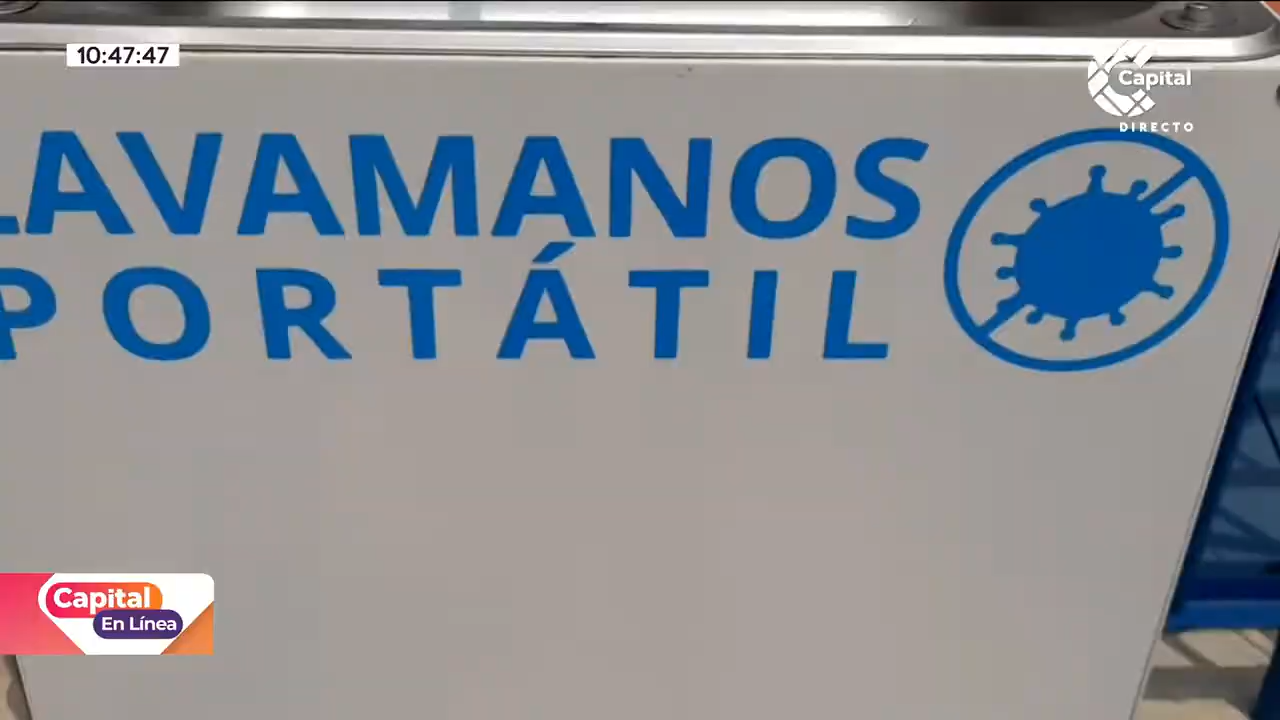 10:47:47
Capital
DIRECTO
LAVAMANOS
PORTÁTIL
Capital
En Línea